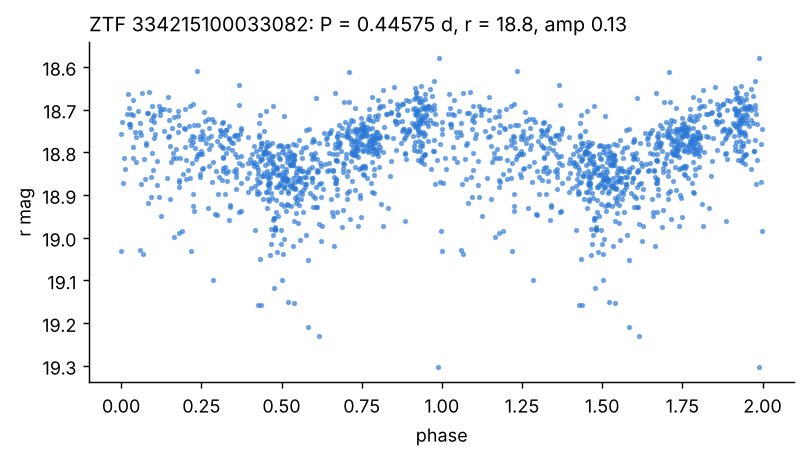 ZTF 334215100033082: P = 0.44575 d, r = 18.8, amp 0.13
r mag
18.6
18.7
18.8
18.9
19.0
19.1
19.2
19.3
0.00 0.25 0.50 0.75 1.00 1.25 1.50 1.75 2.00
phase